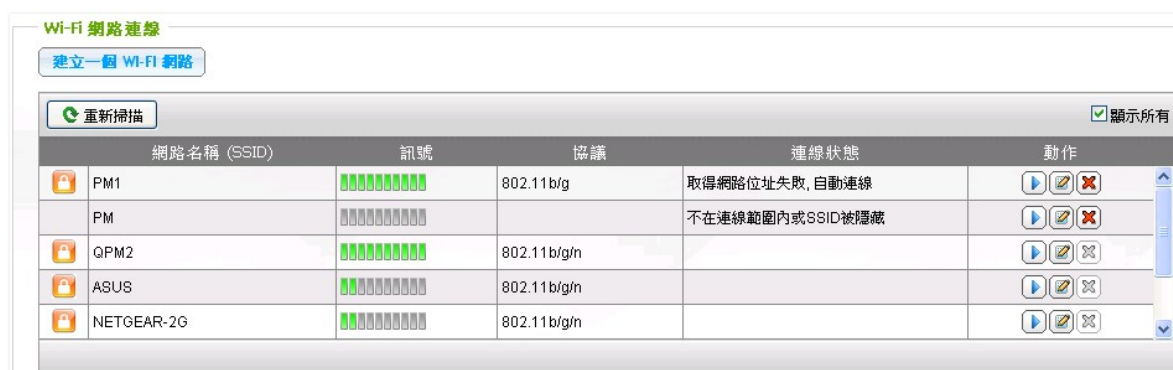 Wi-Fi 網路連線
建立一個 WI-FI 網路
重新掃描 顯示所有
網路名稱 (SSID) 訊號 協議 連線狀態 動作
PM1 802.11b/g 取得網路位址失敗, 自動連線
PM 不在連線範圍內或SSID被隱藏
QPM2 802.11b/g/n
ASUS 802.11b/g/n
NETGEAR-2G 802.11b/g/n